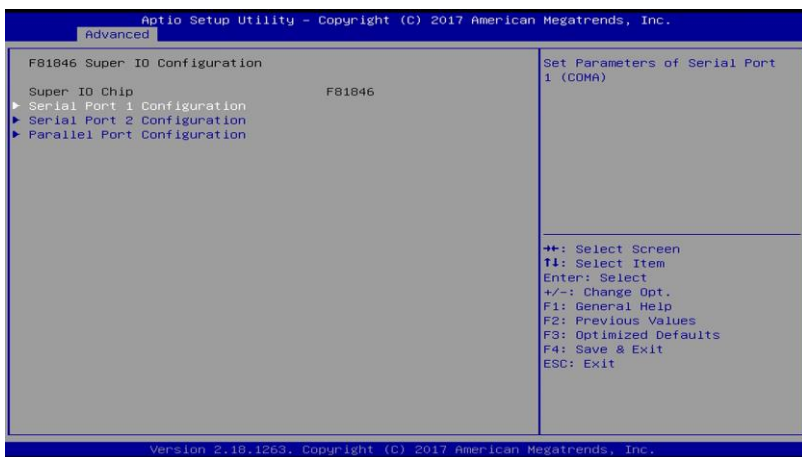 Aptio Setup Utility – Copyright (C) 2017 American Megatrends, Inc.
Advanced
F81846 Super IO Configuration
Super IO Chip F81846
▶ Serial Port 1 Configuration
▶ Serial Port 2 Configuration
▶ Parallel Port Configuration
Set Parameters of Serial Port
1 (COMA)
→←: Select Screen
↑↓: Select Item
Enter: Select
+/-: Change Opt.
F1: General Help
F2: Previous Values
F3: Optimized Defaults
F4: Save & Exit
ESC: Exit
Version 2.18.1263. Copyright (C) 2017 American Megatrends, Inc.